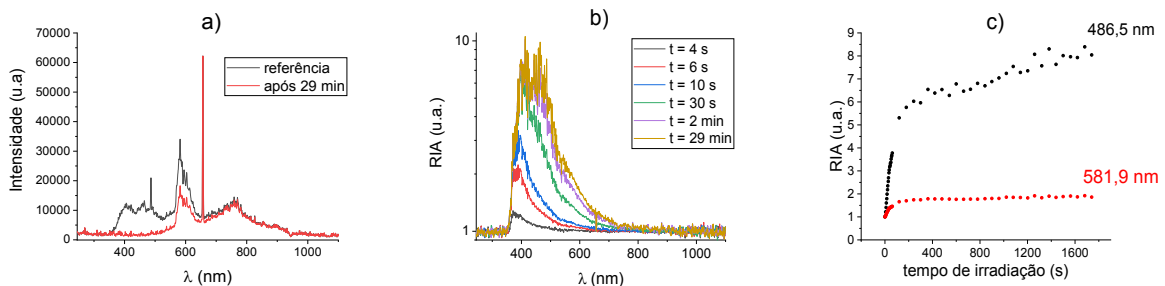 a)
Intensidade (u.a)
70000
60000
50000
40000
30000
20000
10000
0
400 600 800 1000
λ (nm)
referência
após 29 min
b)
RIA (u.a.)
10
1
400 600 800 1000
λ (nm)
t = 4 s
t = 6 s
t = 10 s
t = 30 s
t = 2 min
t = 29 min
c)
RIA (u.a.)
9
8
7
6
5
4
3
2
1
0
0 400 800 1200 1600
tempo de irradiação (s)
486,5 nm
581,9 nm